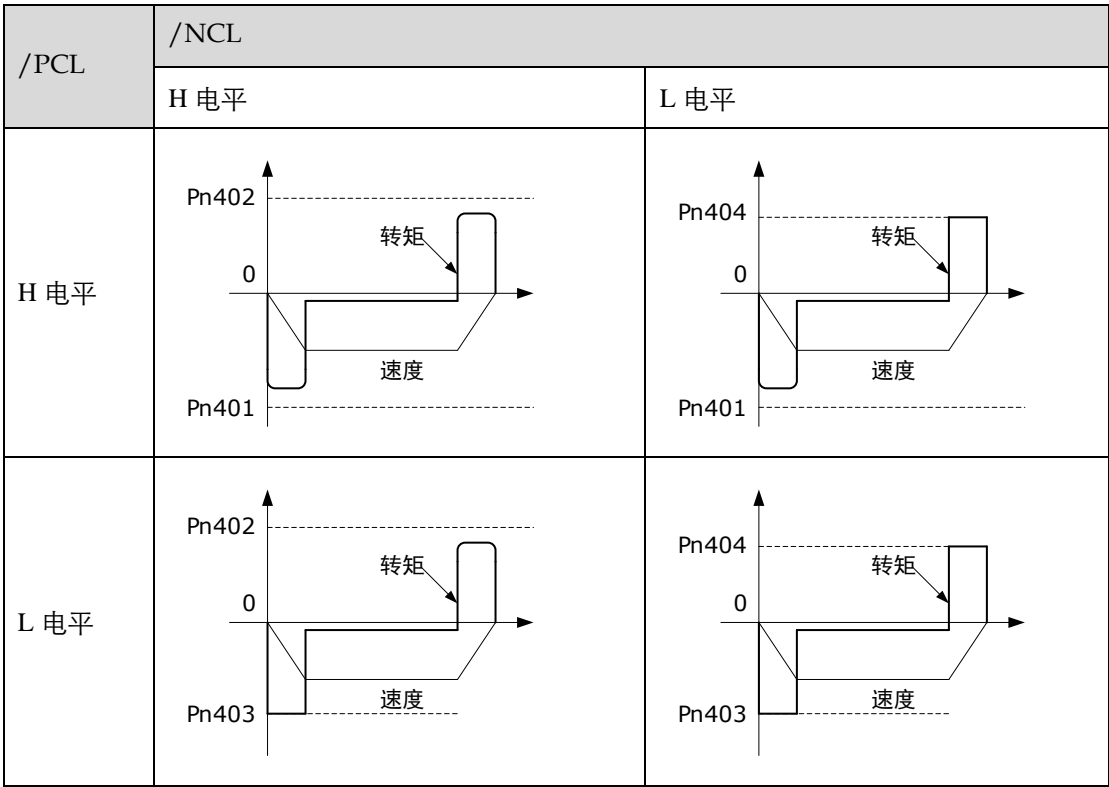 /PCL
/NCL
H 电平
L 电平
H 电平
Pn402
转矩
0
速度
Pn401
Pn404
转矩
0
速度
Pn401
L 电平
Pn402
转矩
0
速度
Pn403
Pn404
转矩
0
速度
Pn403